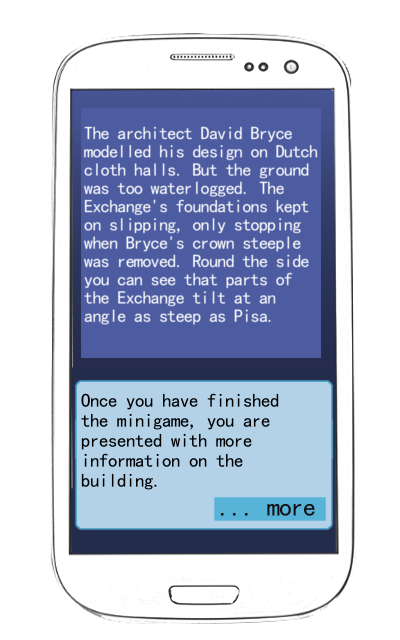 The architect David Bryce
modelled his design on Dutch
cloth halls. But the ground
was too waterlogged. The
Exchange's foundations kept
on slipping, only stopping
when Bryce's crown steeple
was removed. Round the side
you can see that parts of
the Exchange tilt at an
angle as steep as Pisa.
Once you have finished
the minigame, you are
presented with more
information on the
building.
... more